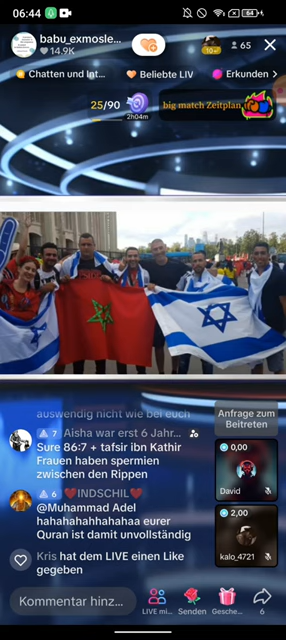 06:44
64
babu_exmosle...
14.9K
10
65
Chatten und Int...
Beliebte LIV
Erkunden
25/90
2h04m
big match Zeitplan
auswendig nicht wie bei euch
7 Aisha war erst 6 Jahr...
Sure 86:7 + tafsir ibn Kathir
Frauen haben spermien
zwischen den Rippen
6 ❤️INDSCHIL❤️
@Muhammad Adel
hahahahahhahahaa eurer
Quran ist damit unvollständig
Kris hat dem LIVE einen Like
gegeben
Anfrage zum
Beitreten
0,00
David
2,00
kalo_4721
Kommentar hinz...
LIVE mi...
Senden
Gesche...
6